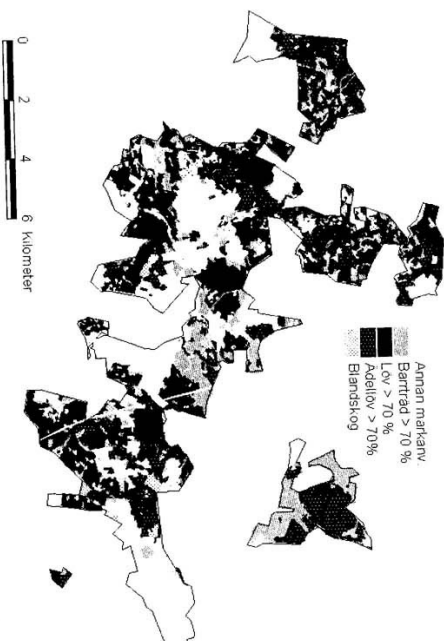 Annan markanv.
Barrträd > 70 %
Löv > 70 %
Ädellöv > 70%
Blandskog
0 2 4 6 kilometer